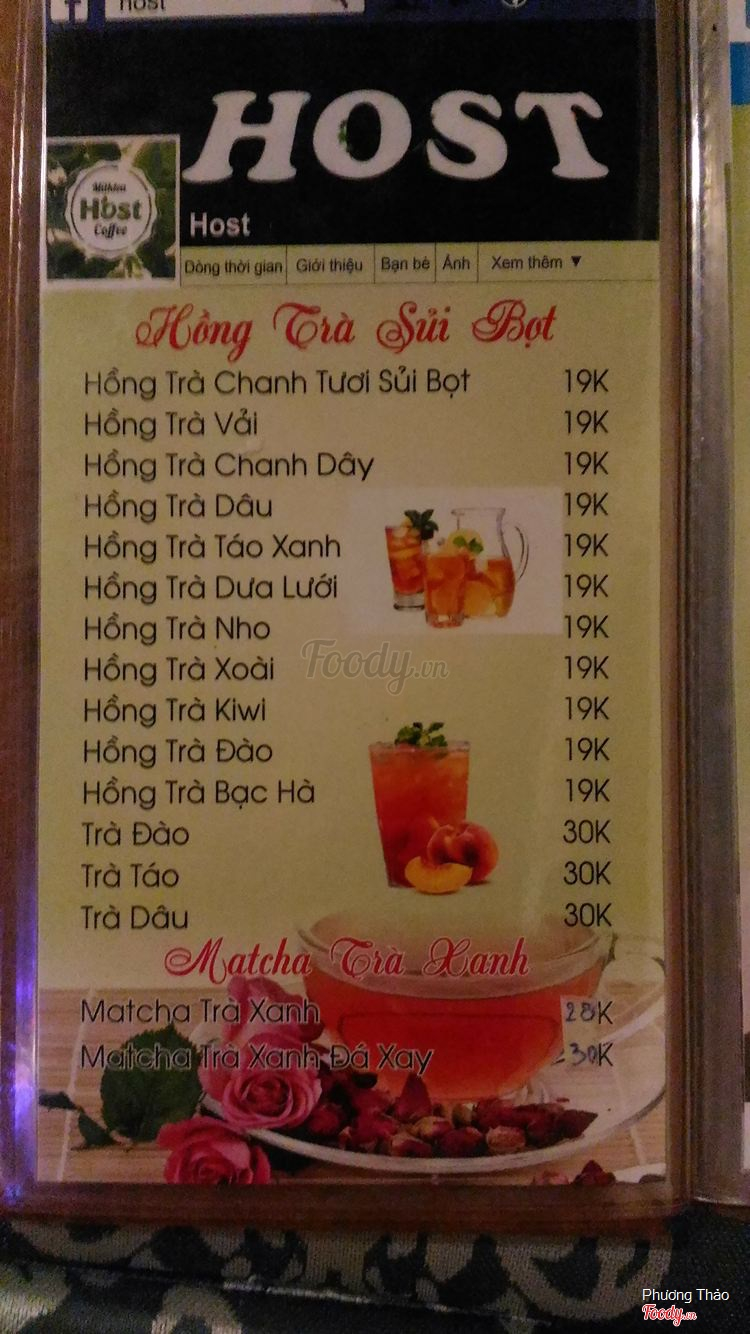 host
HOST
Milktea
Host
Coffee
Host
Dòng thời gian Giới thiệu Bạn bè Ảnh Xem thêm ▼
Hồng Trà Sủi Bọt
Hồng Trà Chanh Tươi Sủi Bọt 19K
Hồng Trà Vải 19K
Hồng Trà Chanh Dây 19K
Hồng Trà Dâu 19K
Hồng Trà Táo Xanh 19K
Hồng Trà Dưa Lưới 19K
Hồng Trà Nho 19K
Hồng Trà Xoài 19K
Hồng Trà Kiwi 19K
Hồng Trà Đào 19K
Hồng Trà Bạc Hà 19K
Trà Đào 30K
Trà Táo 30K
Trà Dâu 30K
Matcha Trà Xanh
Matcha Trà Xanh 28K
Matcha Trà Xanh Đá Xay 30K
Foody.vn
Phương Thảo
Foody.vn